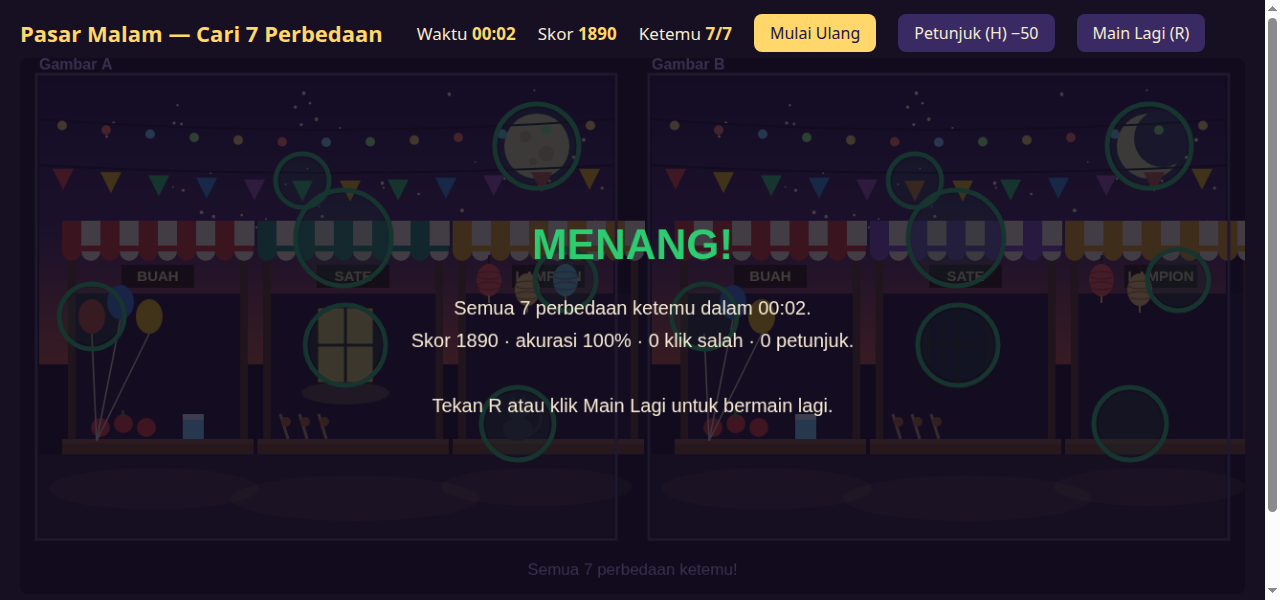 Pasar Malam — Cari 7 Perbedaan
Waktu 00:02
Skor 1890
Ketemu 7/7
Mulai Ulang
Petunjuk (H) −50
Main Lagi (R)
Gambar A
Gambar B
BUAH
SATE
LAMPION
BUAH
SATE
LAMPION
MENANG!
Semua 7 perbedaan ketemu dalam 00:02.
Skor 1890 · akurasi 100% · 0 klik salah · 0 petunjuk.
Tekan R atau klik Main Lagi untuk bermain lagi.
Semua 7 perbedaan ketemu!